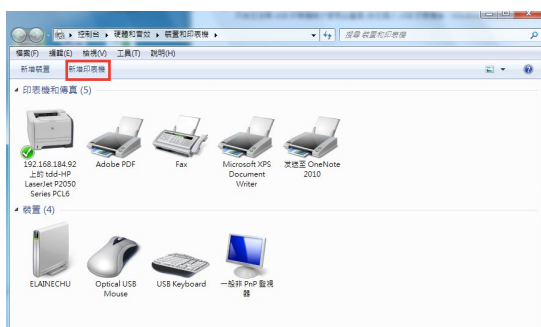 控制台 ▸ 硬體和音效 ▸ 裝置和印表機 ▸
搜尋 裝置和印表機
檔案(F) 編輯(E) 檢視(V) 工具(T) 說明(H)
新增裝置 新增印表機
印表機和傳真 (5)
192.168.184.92
上的 tdd-HP
LaserJet P2050
Series PCL6
Adobe PDF
Fax
Microsoft XPS
Document
Writer
发送至 OneNote
2010
裝置 (4)
ELAINECHU
Optical USB
Mouse
USB Keyboard
一般非 PnP 監視
器